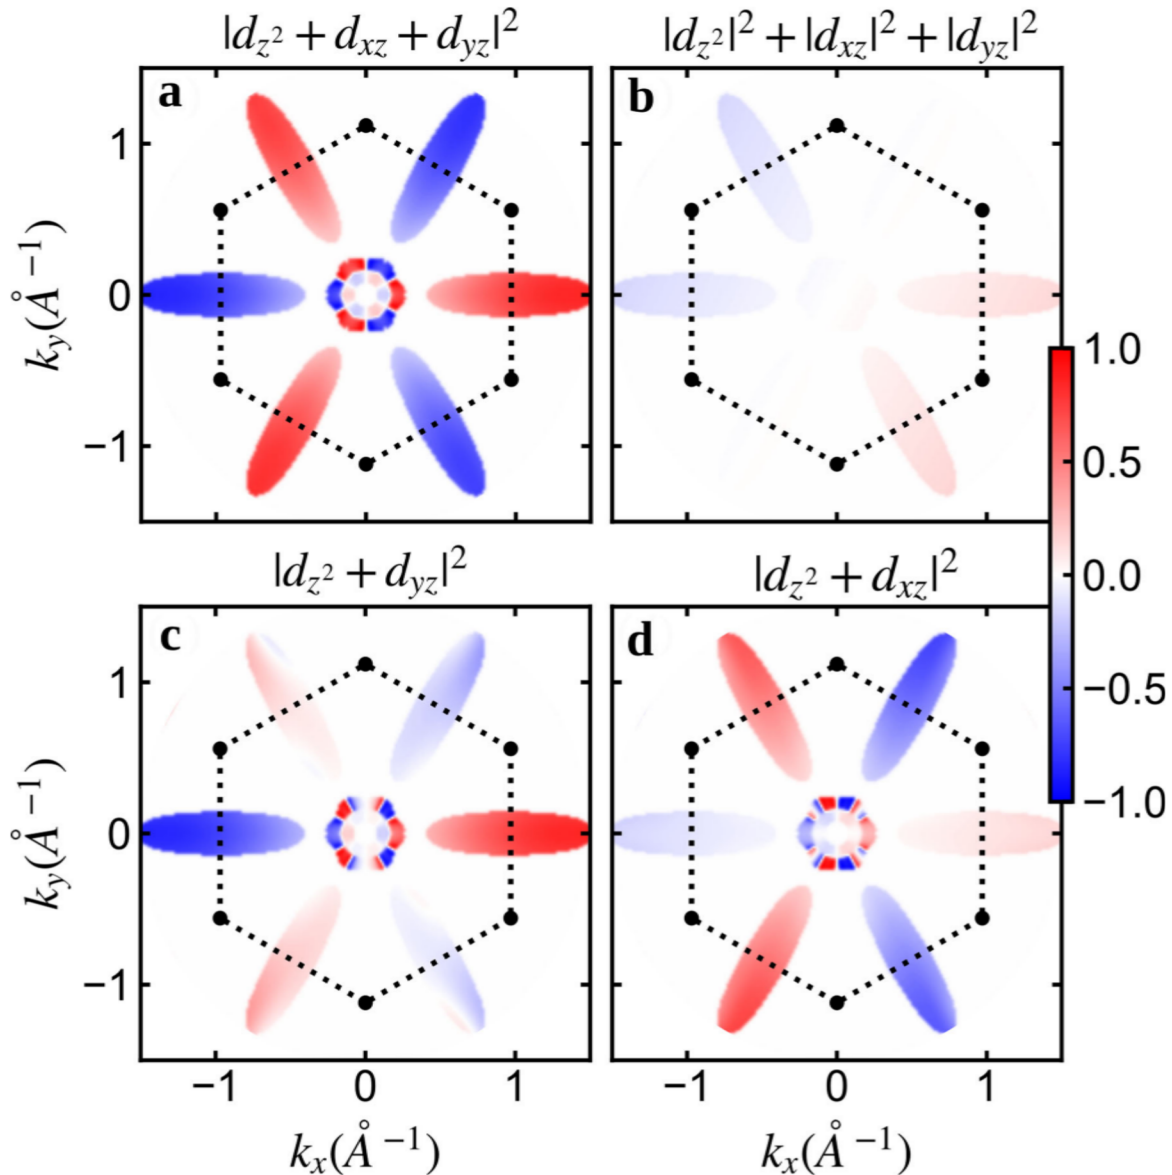 |d_{z^2} + d_{xz} + d_{yz}|^2
|d_{z^2}|^2 + |d_{xz}|^2 + |d_{yz}|^2
a
b
1
0
−1
k_y(Å^{−1})
1.0
0.5
0.0
−0.5
−1.0
|d_{z^2} + d_{yz}|^2
|d_{z^2} + d_{xz}|^2
c
d
1
0
−1
k_y(Å^{−1})
−1 0 1
−1 0 1
k_x(Å^{−1})
k_x(Å^{−1})